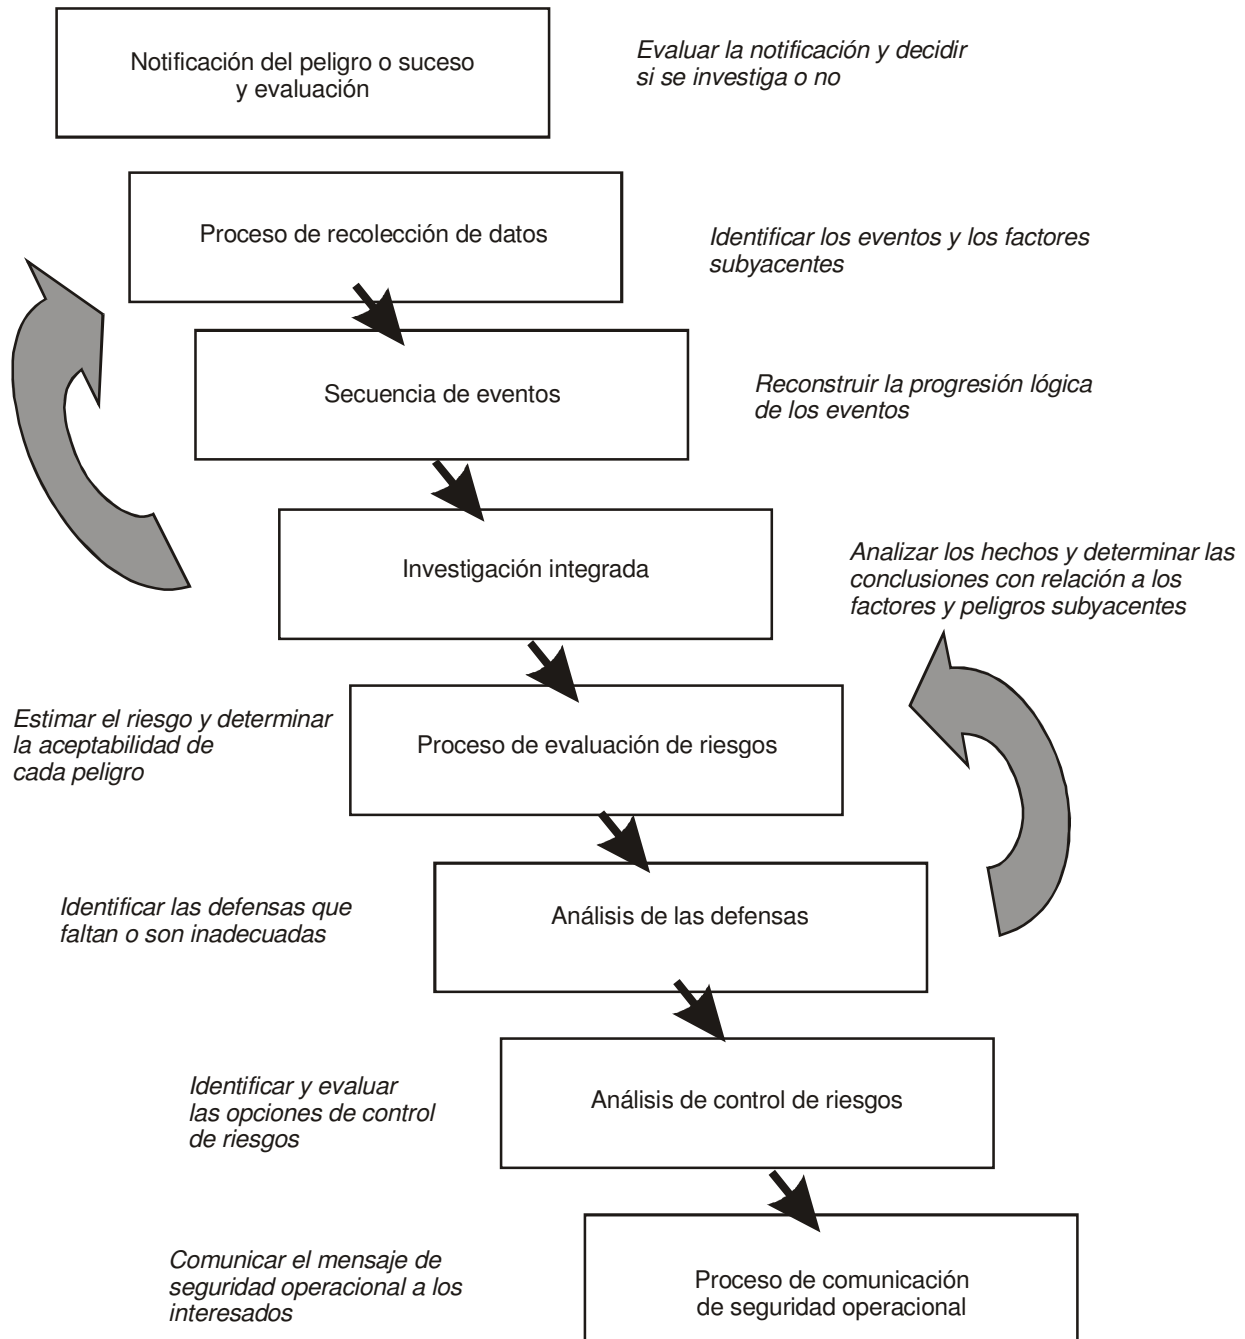 Notificación del peligro o suceso
y evaluación
Evaluar la notificación y decidir
si se investiga o no
Proceso de recolección de datos
Identificar los eventos y los factores
subyacentes
Secuencia de eventos
Reconstruir la progresión lógica
de los eventos
Investigación integrada
Analizar los hechos y determinar las
conclusiones con relación a los
factores y peligros subyacentes
Estimar el riesgo y determinar
la aceptabilidad de
cada peligro
Proceso de evaluación de riesgos
Identificar las defensas que
faltan o son inadecuadas
Análisis de las defensas
Identificar y evaluar
las opciones de control
de riesgos
Análisis de control de riesgos
Comunicar el mensaje de
seguridad operacional a los
interesados
Proceso de comunicación
de seguridad operacional